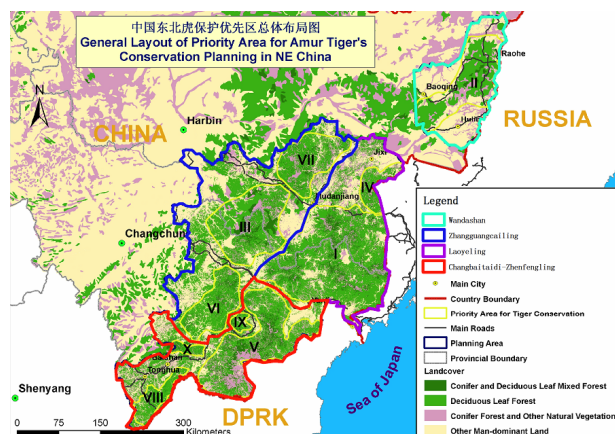 中国东北虎保护优先区总体布局图
General Layout of Priority Area for Amur Tiger's
Conservation Planning in NE China
Raohe
Baoqing
II
Hulin
N
Harbin
CHINA
RUSSIA
VII
Jixi
Mudanjiang
IV
III
Changchun
I
VI
IX
X
V
Tonghua
VIII
Shenyang
DPRK
Sea of Japan
0 75 150 300
Kilometers
Legend
Wandashan
Zhangguangcailing
Laoyeling
Changbaitaidi-Zhenfengling
Main City
Country Boundary
Priority Area for Tiger Conservation
Main Roads
Planning Area
Provincial Boundary
Landcover
Conifer and Deciduous Leaf Mixed Forest
Deciduous Leaf Forest
Conifer Forest and Other Natural Vegetation
Other Man-dominant Land